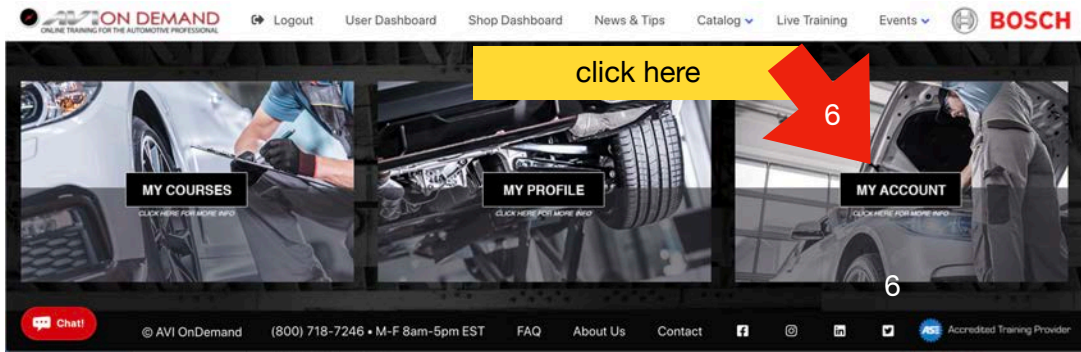 AVI ON DEMAND
ONLINE TRAINING FOR THE AUTOMOTIVE PROFESSIONAL
Logout User Dashboard Shop Dashboard News & Tips Catalog Live Training Events BOSCH
click here
6
MY COURSES MY PROFILE MY ACCOUNT
CLICK HERE FOR MORE INFO CLICK HERE FOR MORE INFO CLICK HERE FOR MORE INFO
6
Chat! © AVI OnDemand (800) 718-7246 • M-F 8am-5pm EST FAQ About Us Contact ASE Accredited Training Provider